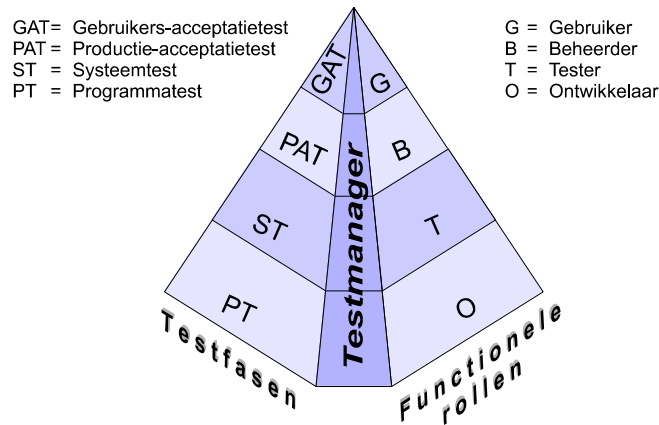 GAT= Gebruikers-acceptatietest
PAT= Productie-acceptatietest
ST = Systeemtest
PT = Programmatest
G = Gebruiker
B = Beheerder
T = Tester
O = Ontwikkelaar
GAT
G
PAT
B
ST
T
PT
O
Testmanager
Testfasen
Functionele
rollen